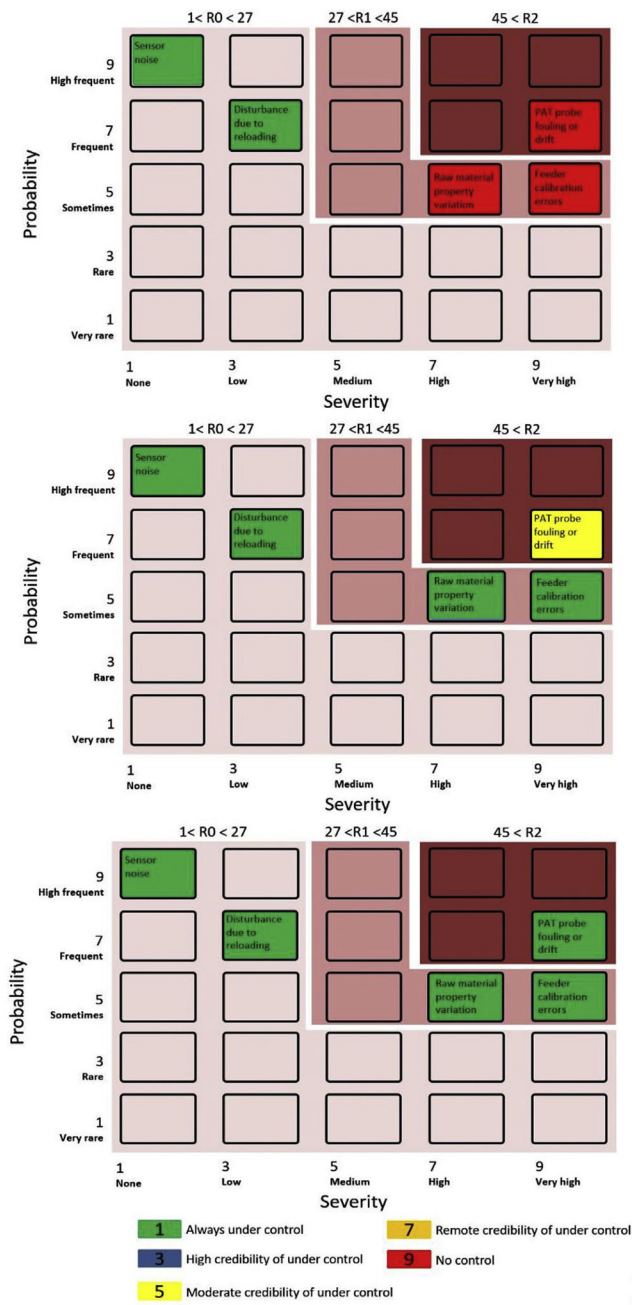 1< R0 < 27 27 <R1 <45 45 < R2
9
High frequent
Sensor
noise
7
Frequent
Disturbance
due to
reloading
PAT probe
fouling or
drift
5
Sometimes
Raw material
property
variation
Feeder
calibration
errors
3
Rare
1
Very rare
Probability
1 3 5 7 9
None Low Medium High Very high
Severity
1< R0 < 27 27 <R1 <45 45 < R2
9
High frequent
Sensor
noise
7
Frequent
Disturbance
due to
reloading
PAT probe
fouling or
drift
5
Sometimes
Raw material
property
variation
Feeder
calibration
errors
3
Rare
1
Very rare
Probability
1 3 5 7 9
None Low Medium High Very high
Severity
1< R0 < 27 27 <R1 <45 45 < R2
9
High frequent
Sensor
noise
7
Frequent
Disturbance
due to
reloading
PAT probe
fouling or
drift
5
Sometimes
Raw material
property
variation
Feeder
calibration
errors
3
Rare
1
Very rare
Probability
1 3 5 7 9
None Low Medium High Very high
Severity
1 Always under control
3 High credibility of under control
5 Moderate credibility of under control
7 Remote credibility of under control
9 No control